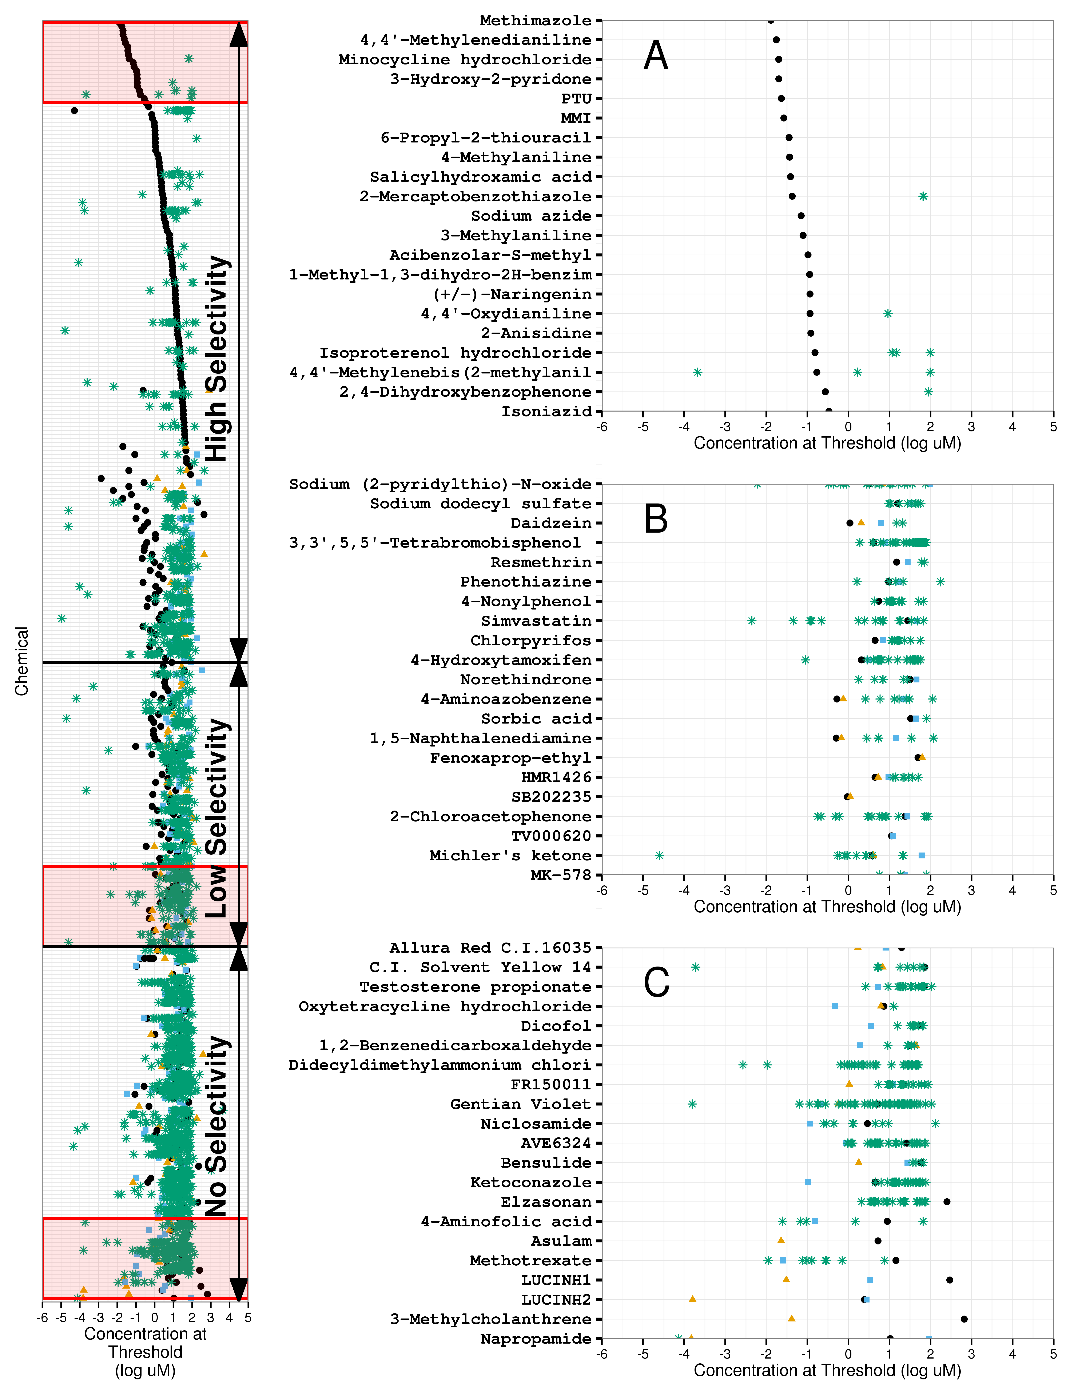 Chemical
High Selectivity
Low Selectivity
No Selectivity
-6 -5 -4 -3 -2 -1 0 1 2 3 4 5
Concentration at
Threshold
(log uM)
A
Methimazole
4,4'-Methylenedianiline
Minocycline hydrochloride
3-Hydroxy-2-pyridone
PTU
MMI
6-Propyl-2-thiouracil
4-Methylaniline
Salicylhydroxamic acid
2-Mercaptobenzothiazole
Sodium azide
3-Methylaniline
Acibenzolar-S-methyl
1-Methyl-1,3-dihydro-2H-benzim
(+/-)-Naringenin
4,4'-Oxydianiline
2-Anisidine
Isoproterenol hydrochloride
4,4'-Methylenebis(2-methylanil
2,4-Dihydroxybenzophenone
Isoniazid
-6 -5 -4 -3 -2 -1 0 1 2 3 4 5
Concentration at Threshold (log uM)
B
Sodium (2-pyridylthio)-N-oxide
Sodium dodecyl sulfate
Daidzein
3,3',5,5'-Tetrabromobisphenol
Resmethrin
Phenothiazine
4-Nonylphenol
Simvastatin
Chlorpyrifos
4-Hydroxytamoxifen
Norethindrone
4-Aminoazobenzene
Sorbic acid
1,5-Naphthalenediamine
Fenoxaprop-ethyl
HMR1426
SB202235
2-Chloroacetophenone
TV000620
Michler's ketone
MK-578
-6 -5 -4 -3 -2 -1 0 1 2 3 4 5
Concentration at Threshold (log uM)
C
Allura Red C.I.16035
C.I. Solvent Yellow 14
Testosterone propionate
Oxytetracycline hydrochloride
Dicofol
1,2-Benzenedicarboxaldehyde
Didecyldimethylammonium chlori
FR150011
Gentian Violet
Niclosamide
AVE6324
Bensulide
Ketoconazole
Elzasonan
4-Aminofolic acid
Asulam
Methotrexate
LUCINH1
LUCINH2
3-Methylcholanthrene
Napropamide
-6 -5 -4 -3 -2 -1 0 1 2 3 4 5
Concentration at Threshold (log uM)